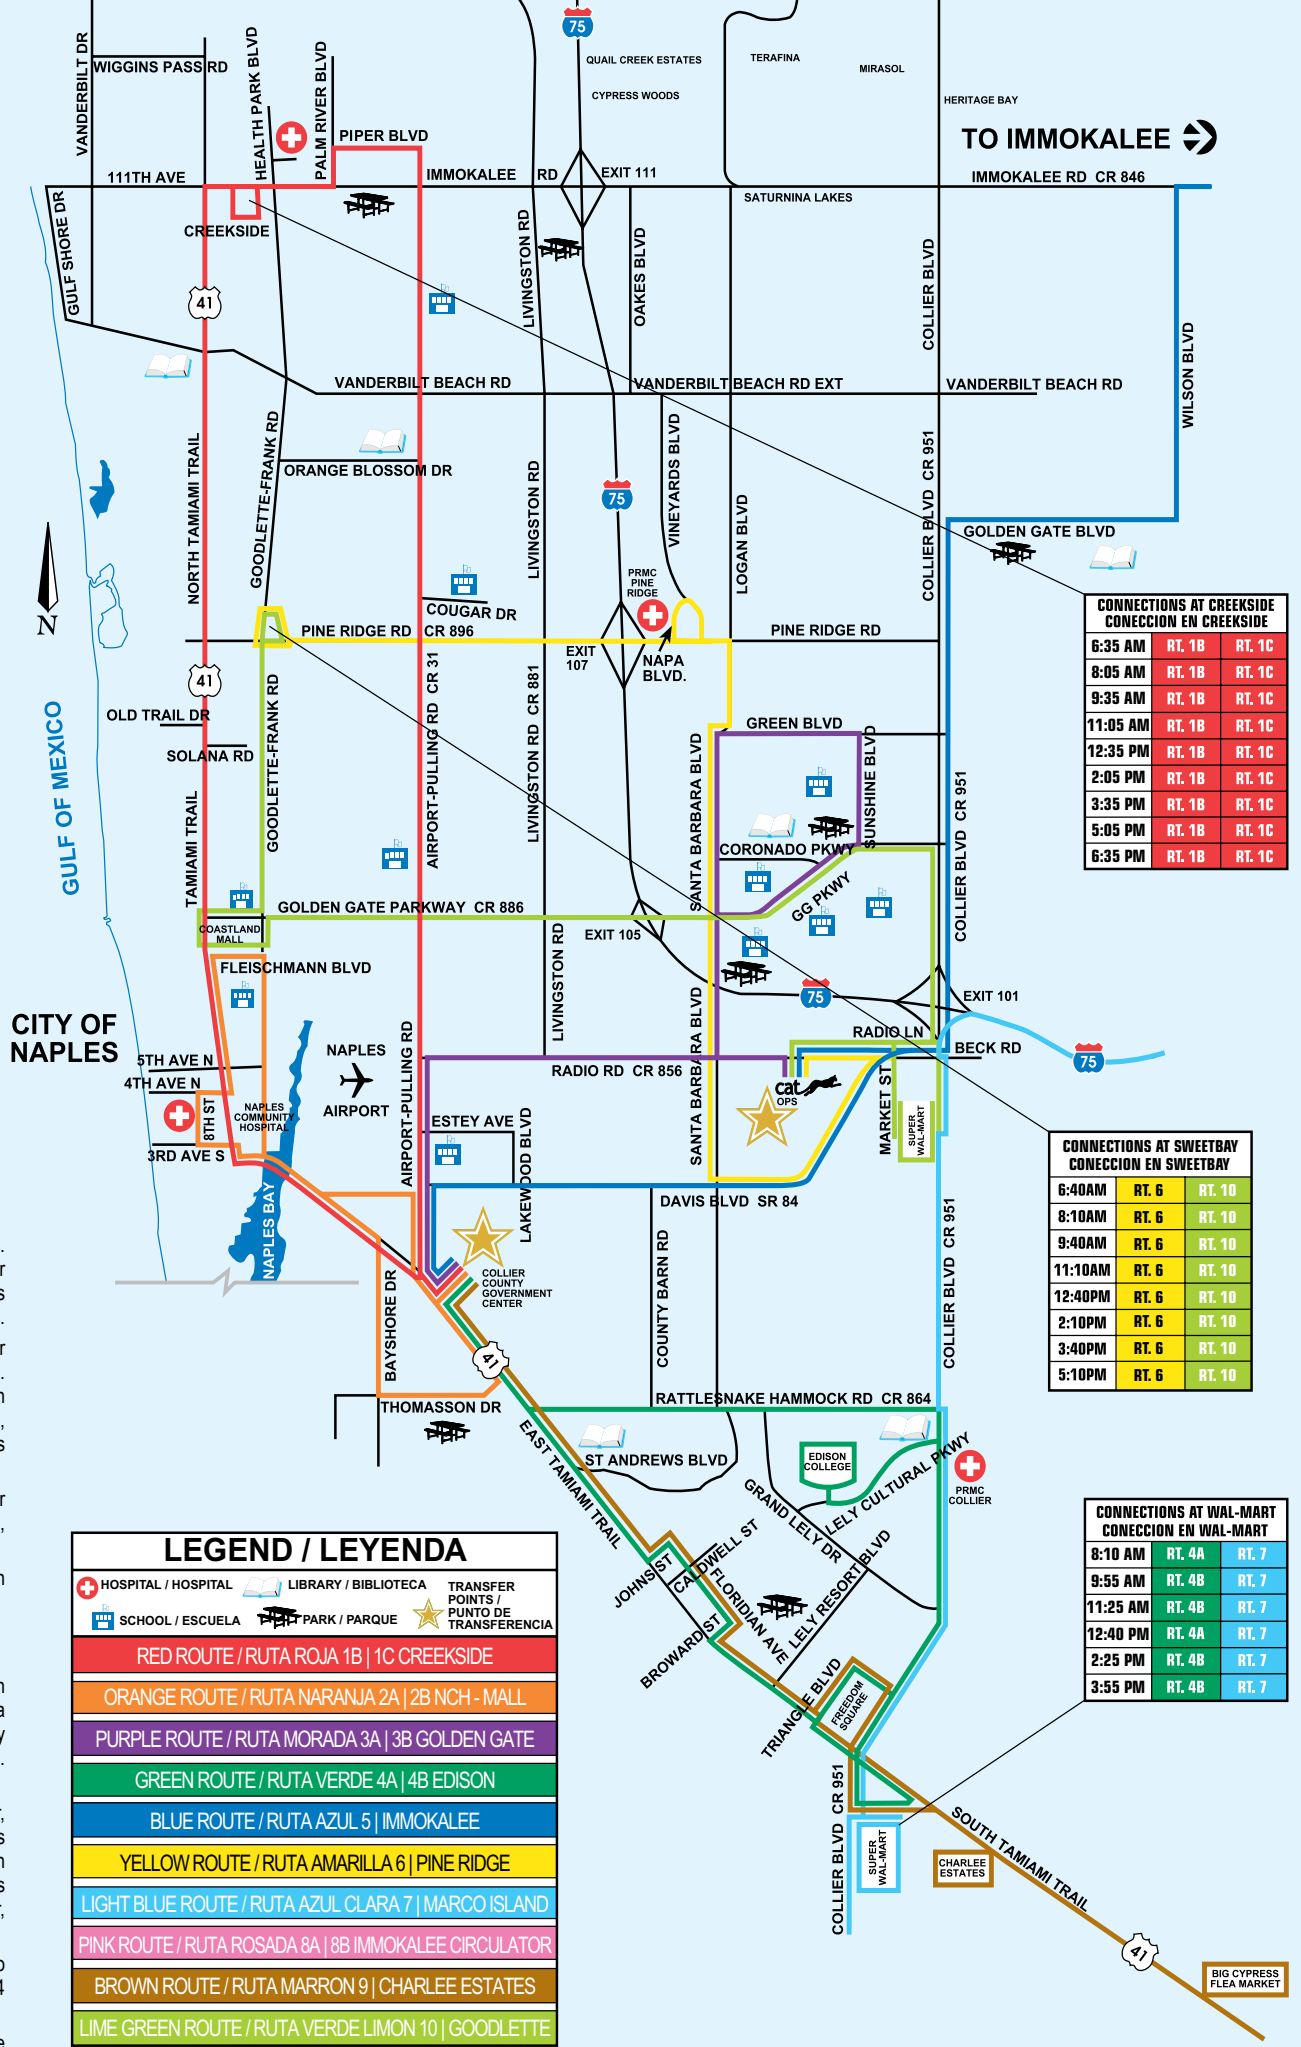 75
QUAIL CREEK ESTATES
TERAFINA
MIRASOL
CYPRESS WOODS
HERITAGE BAY
VANDERBILT DR
WIGGINS PASS RD
HEALTH PARK BLVD
PALM RIVER BLVD
PIPER BLVD
TO IMMOKALEE
111TH AVE
IMMOKALEE RD
EXIT 111
IMMOKALEE RD CR 846
SATURNINA LAKES
GULF SHORE DR
CREEKSIDE
41
LIVINGSTON RD
OAKES BLVD
COLLIER BLVD
WILSON BLVD
VANDERBILT BEACH RD
VANDERBILT BEACH RD EXT
VANDERBILT BEACH RD
NORTH TAMIAMI TRAIL
GOODLETTE-FRANK RD
ORANGE BLOSSOM DR
LIVINGSTON RD
75
VINEYARDS BLVD
LOGAN BLVD
COLLIER BLVD CR 951
GOLDEN GATE BLVD
N
COUGAR DR
PRMC
PINE
RIDGE
PINE RIDGE RD CR 896
PINE RIDGE RD
EXIT
107
NAPA
BLVD.
CONNECTIONS AT CREEKSIDE
CONECCION EN CREEKSIDE
6:35 AM RT. 1B RT. 1C
8:05 AM RT. 1B RT. 1C
9:35 AM RT. 1B RT. 1C
11:05 AM RT. 1B RT. 1C
12:35 PM RT. 1B RT. 1C
2:05 PM RT. 1B RT. 1C
3:35 PM RT. 1B RT. 1C
5:05 PM RT. 1B RT. 1C
6:35 PM RT. 1B RT. 1C
41
OLD TRAIL DR
SOLANA RD
GULF OF MEXICO
TAMIAMI TRAIL
GOODLETTE-FRANK RD
AIRPORT-PULLING RD CR 31
LIVINGSTON RD CR 881
SANTA BARBARA BLVD
GREEN BLVD
SUNSHINE BLVD
CORONADO PKWY
GG PKWY
COLLIER BLVD CR 951
GOLDEN GATE PARKWAY CR 886
COASTLAND
MALL
EXIT 105
FLEISCHMANN BLVD
LIVINGSTON RD
75
EXIT 101
CITY OF
NAPLES
RADIO LN
BECK RD
75
5TH AVE N
4TH AVE N
8TH ST
NAPLES
COMMUNITY
HOSPITAL
3RD AVE S
NAPLES
AIRPORT
AIRPORT-PULLING RD
RADIO RD CR 856
SANTA BARBARA BLVD
cat
OPS
MARKET ST
SUPER
WAL-MART
ESTEY AVE
LAKEWOOD BLVD
NAPLES BAY
DAVIS BLVD SR 84
COLLIER BLVD CR 951
CONNECTIONS AT SWEETBAY
CONECCION EN SWEETBAY
6:40AM RT. 6 RT. 10
8:10AM RT. 6 RT. 10
9:40AM RT. 6 RT. 10
11:10AM RT. 6 RT. 10
12:40PM RT. 6 RT. 10
2:10PM RT. 6 RT. 10
3:40PM RT. 6 RT. 10
5:10PM RT. 6 RT. 10
COLLIER
COUNTY
GOVERNMENT
CENTER
BAYSHORE DR
COUNTY BARN RD
41
THOMASSON DR
RATTLESNAKE HAMMOCK RD CR 864
EAST TAMIAMI TRAIL
ST ANDREWS BLVD
EDISON
COLLEGE
LELY CULTURAL PKWY
GRAND LELY DR
PRMC
COLLIER
LELY RESORT BLVD
JOHNS ST
CALDWELL ST
FLORIDIAN AVE
BROWARD ST
TRIANGLE BLVD
FREEDOM
SQUARE
CONNECTIONS AT WAL-MART
CONECCION EN WAL-MART
8:10 AM RT. 4A RT. 7
9:55 AM RT. 4B RT. 7
11:25 AM RT. 4B RT. 7
12:40 PM RT. 4A RT. 7
2:25 PM RT. 4B RT. 7
3:55 PM RT. 4B RT. 7
COLLIER BLVD CR 951
SUPER
WAL-MART
SOUTH TAMIAMI TRAIL
CHARLEE
ESTATES
41
BIG CYPRESS
FLEA MARKET
LEGEND / LEYENDA
HOSPITAL / HOSPITAL
LIBRARY / BIBLIOTECA
SCHOOL / ESCUELA
PARK / PARQUE
TRANSFER
POINTS /
PUNTO DE
TRANSFERENCIA
RED ROUTE / RUTA ROJA 1B | 1C CREEKSIDE
ORANGE ROUTE / RUTA NARANJA 2A | 2B NCH - MALL
PURPLE ROUTE / RUTA MORADA 3A | 3B GOLDEN GATE
GREEN ROUTE / RUTA VERDE 4A | 4B EDISON
BLUE ROUTE / RUTA AZUL 5 | IMMOKALEE
YELLOW ROUTE / RUTA AMARILLA 6 | PINE RIDGE
LIGHT BLUE ROUTE / RUTA AZUL CLARA 7 | MARCO ISLAND
PINK ROUTE / RUTA ROSADA 8A | 8B IMMOKALEE CIRCULATOR
BROWN ROUTE / RUTA MARRON 9 | CHARLEE ESTATES
LIME GREEN ROUTE / RUTA VERDE LIMON 10 | GOODLETTE